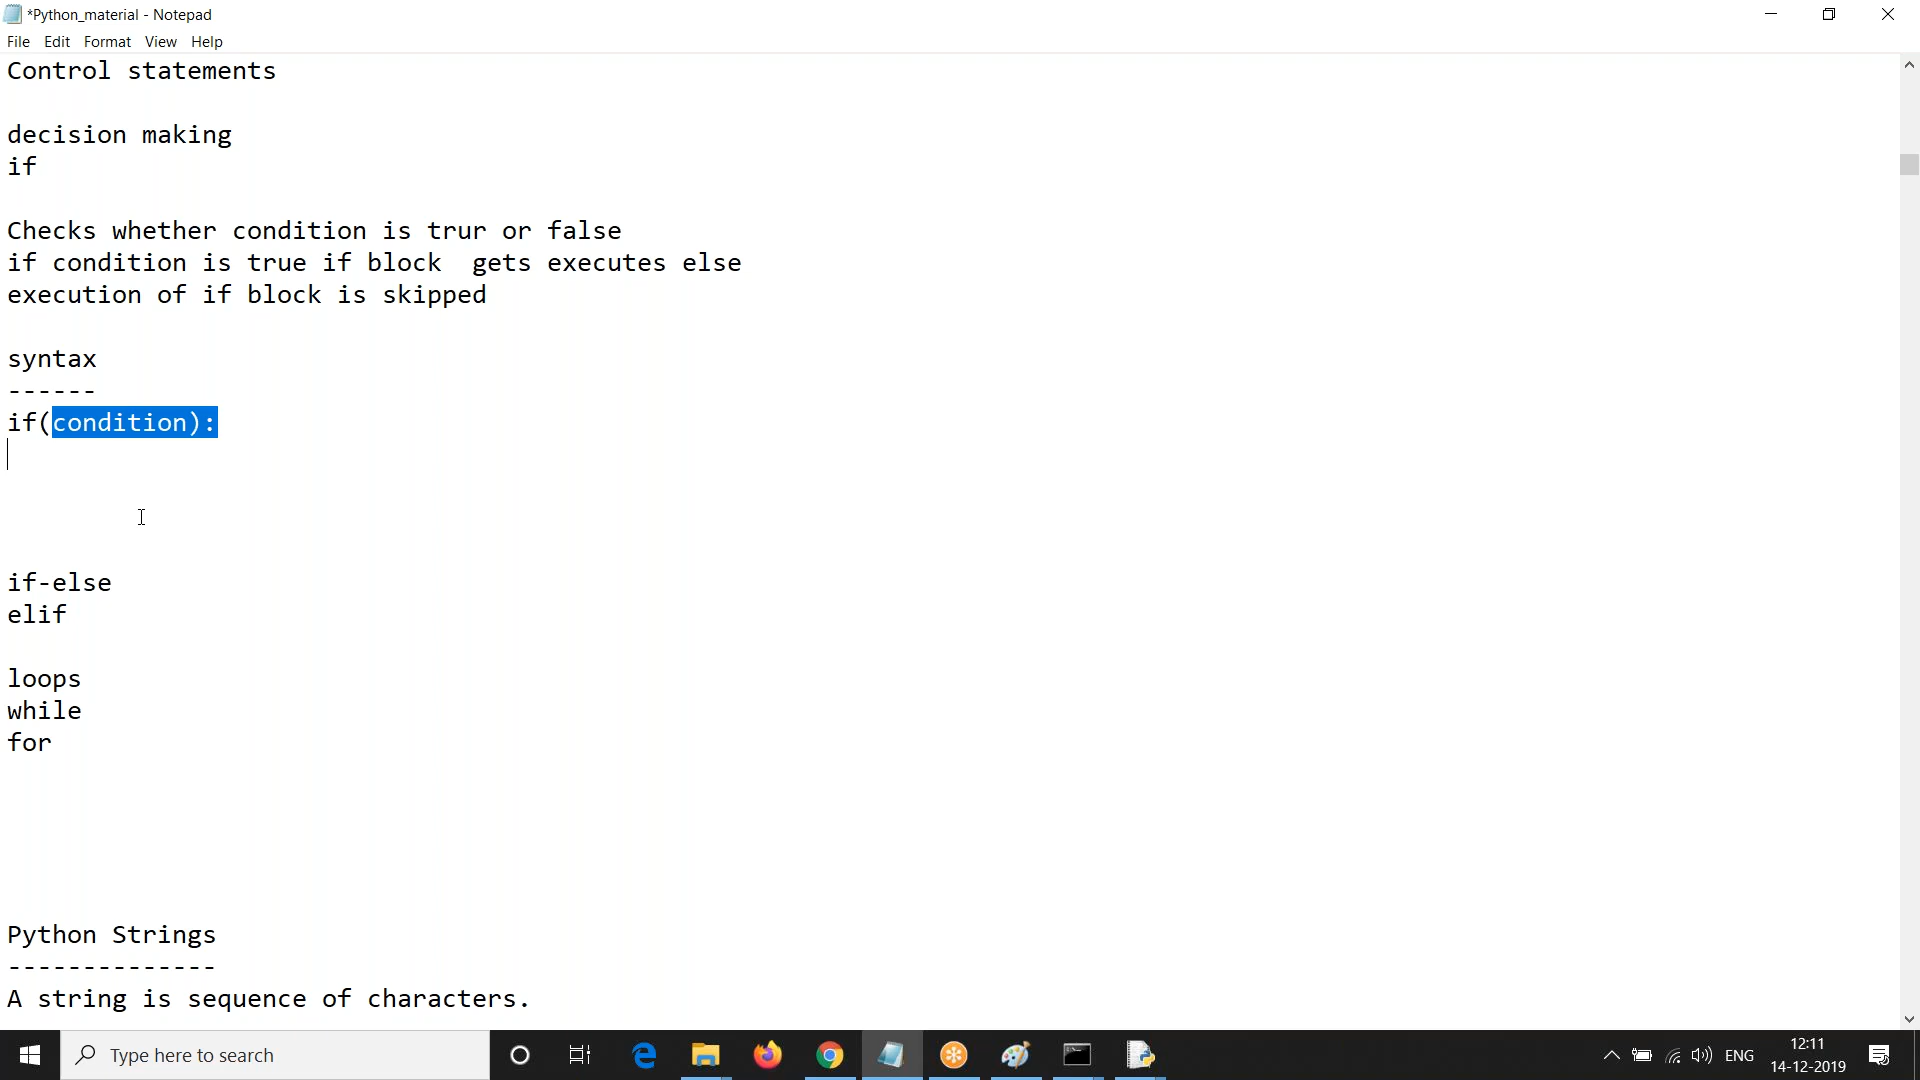 *Python_material - Notepad
File Edit Format View Help
Control statements
decision making
if
Checks whether condition is trur or false
if condition is true if block  gets executes else
execution of if block is skipped
syntax
------
if(condition):
if-else
elif
loops
while
for
Python Strings
--------------
A string is sequence of characters.
Type here to search
ENG
12:11
14-12-2019